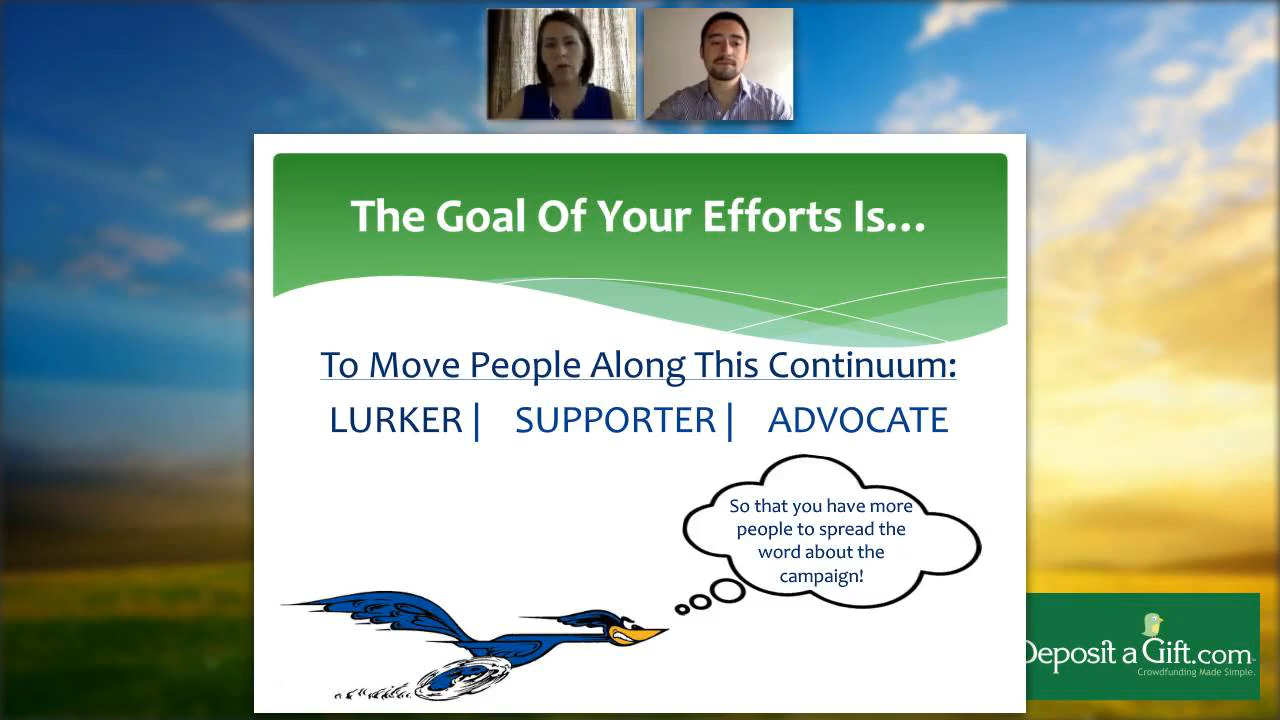 The Goal Of Your Efforts Is...
To Move People Along This Continuum:
LURKER | SUPPORTER | ADVOCATE
So that you have more
people to spread the
word about the
campaign!
Deposit a Gift.com
Crowdfunding Made Simple.